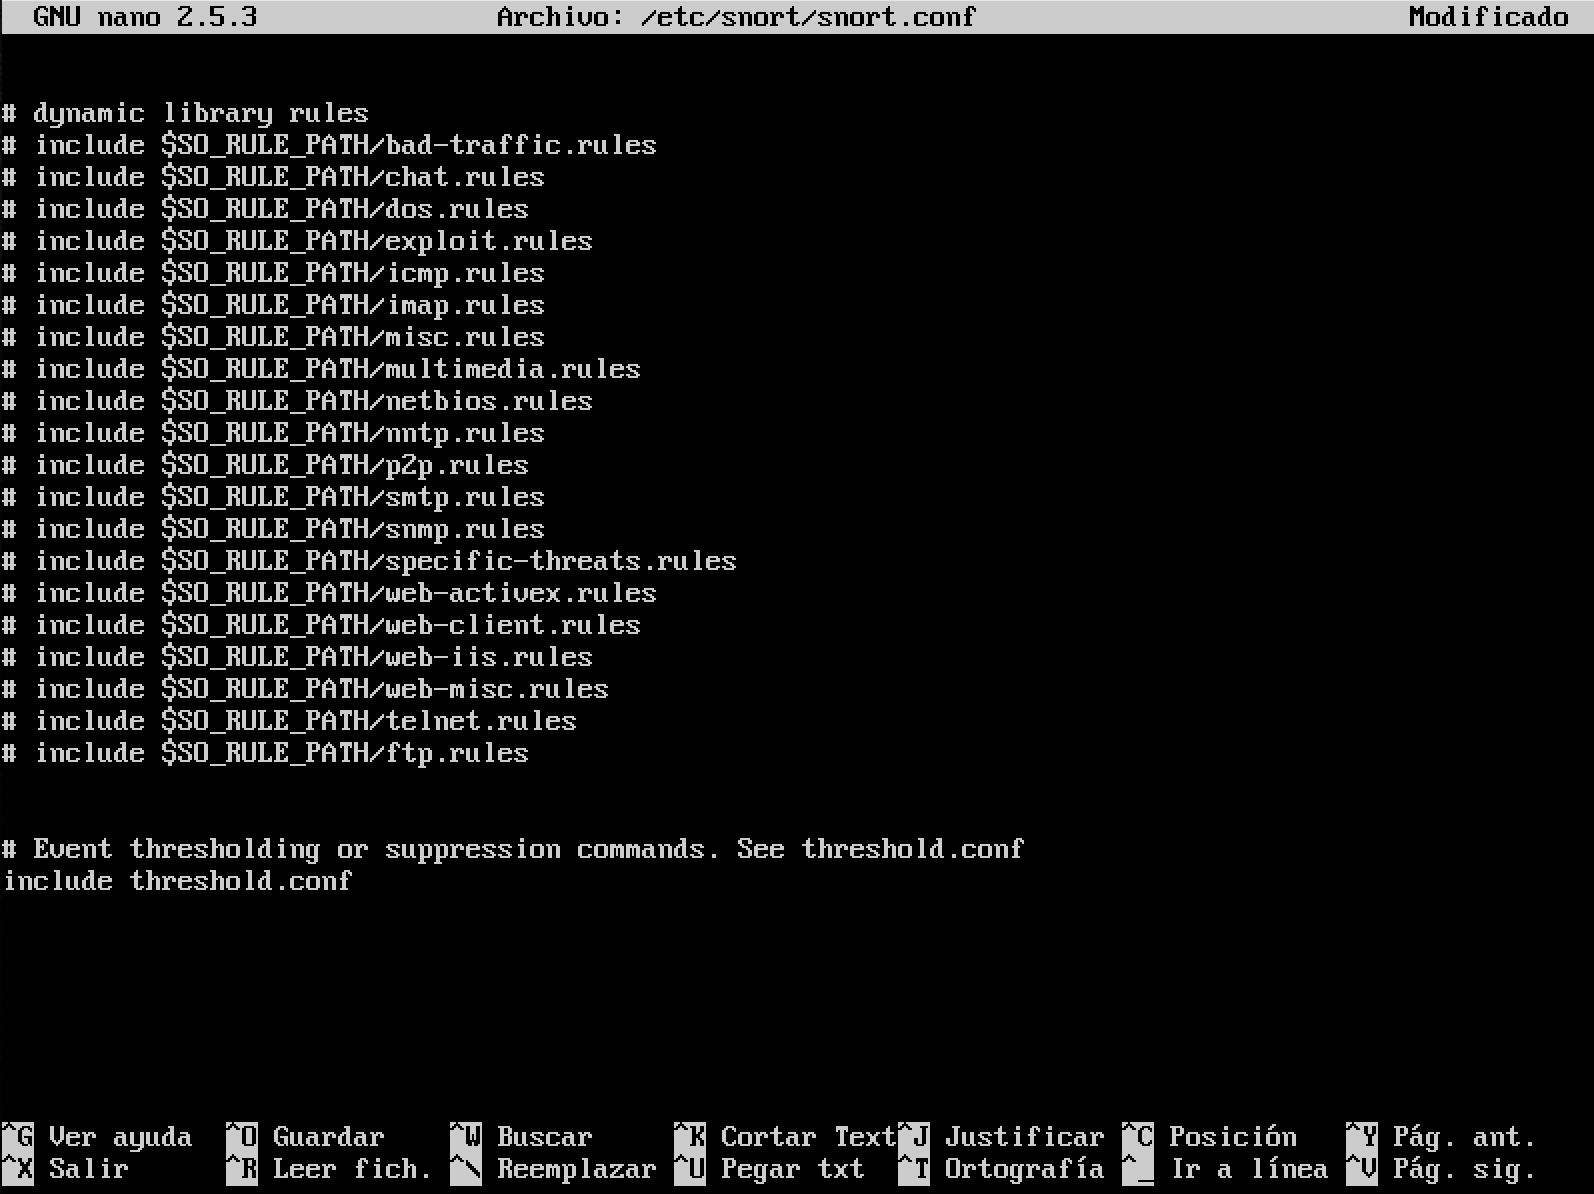 GNU nano 2.5.3 Archivo: /etc/snort/snort.conf Modificado
# dynamic library rules
# include $SO_RULE_PATH/bad-traffic.rules
# include $SO_RULE_PATH/chat.rules
# include $SO_RULE_PATH/dos.rules
# include $SO_RULE_PATH/exploit.rules
# include $SO_RULE_PATH/icmp.rules
# include $SO_RULE_PATH/imap.rules
# include $SO_RULE_PATH/misc.rules
# include $SO_RULE_PATH/multimedia.rules
# include $SO_RULE_PATH/netbios.rules
# include $SO_RULE_PATH/nntp.rules
# include $SO_RULE_PATH/p2p.rules
# include $SO_RULE_PATH/smtp.rules
# include $SO_RULE_PATH/snmp.rules
# include $SO_RULE_PATH/specific-threats.rules
# include $SO_RULE_PATH/web-activex.rules
# include $SO_RULE_PATH/web-client.rules
# include $SO_RULE_PATH/web-iis.rules
# include $SO_RULE_PATH/web-misc.rules
# include $SO_RULE_PATH/telnet.rules
# include $SO_RULE_PATH/ftp.rules
# Event thresholding or suppression commands. See threshold.conf
include threshold.conf
^G Ver ayuda ^O Guardar ^W Buscar ^K Cortar Text ^J Justificar ^C Posición ^Y Pág. ant.
^X Salir ^R Leer fich. ^\ Reemplazar ^U Pegar txt ^T Ortografía ^_ Ir a línea ^V Pág. sig.